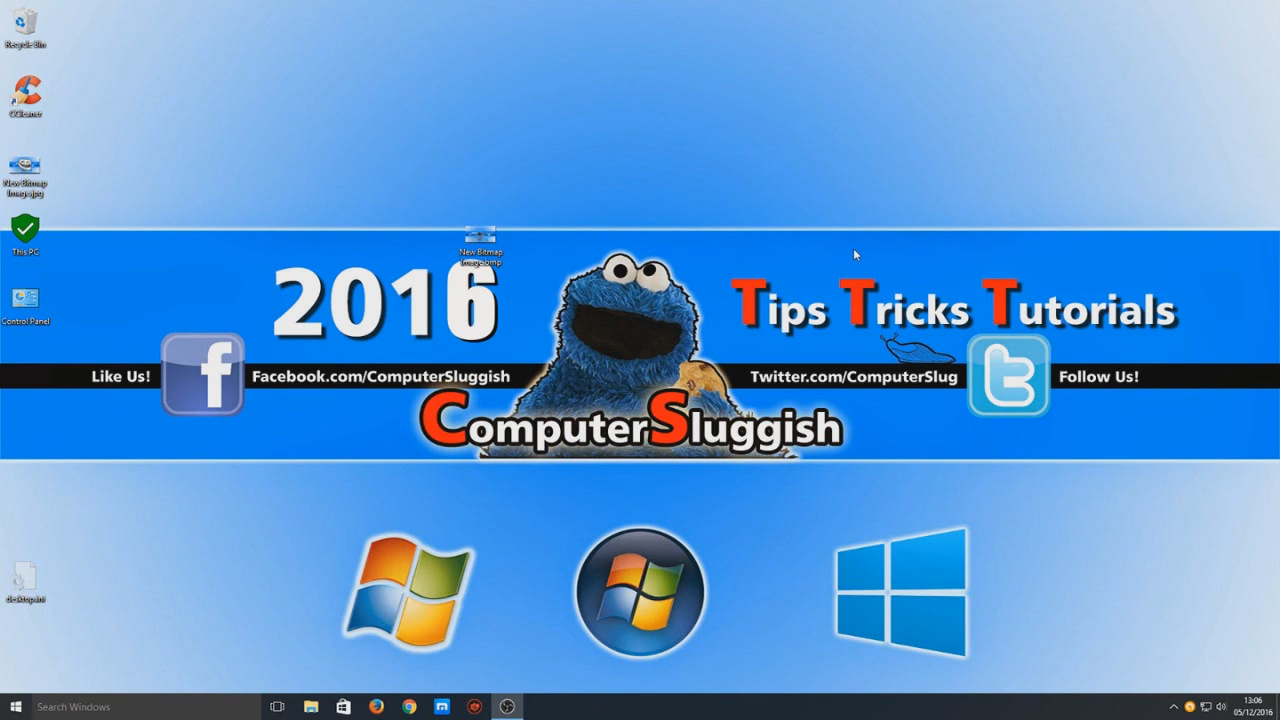 Recycle Bin
CCleaner
New Bitmap
Image.jpg
This PC
Control Panel
desktop.ini
New Bitmap
Image.bmp
2016
Tips Tricks Tutorials
Like Us!
Facebook.com/ComputerSluggish
Twitter.com/ComputerSlug
Follow Us!
ComputerSluggish
Search Windows
13:06
05/12/2016